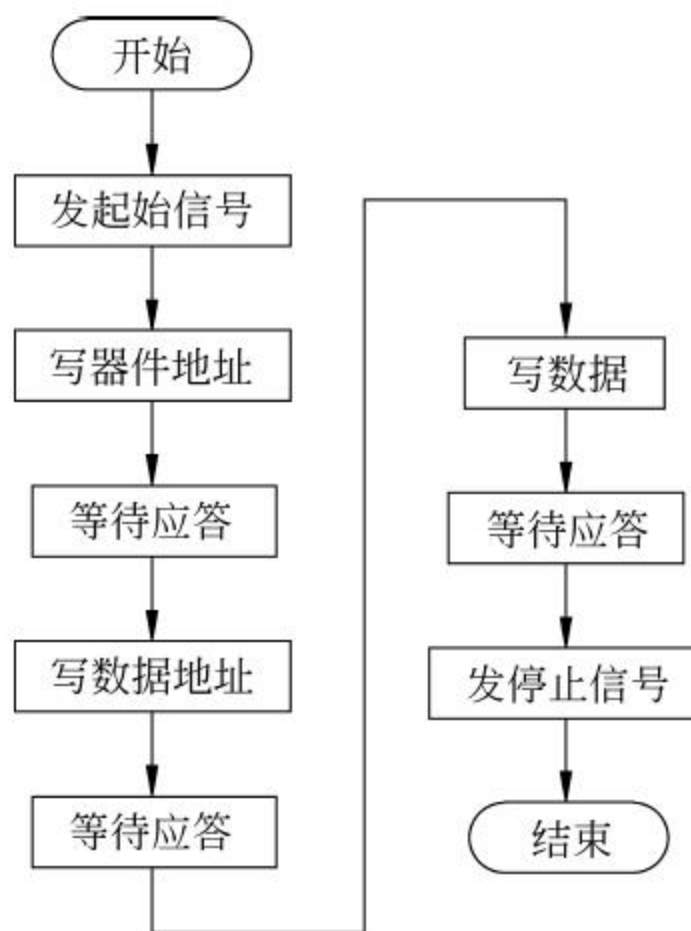 开始
发起始信号
写器件地址
等待应答
写数据地址
等待应答
写数据
等待应答
发停止信号
结束